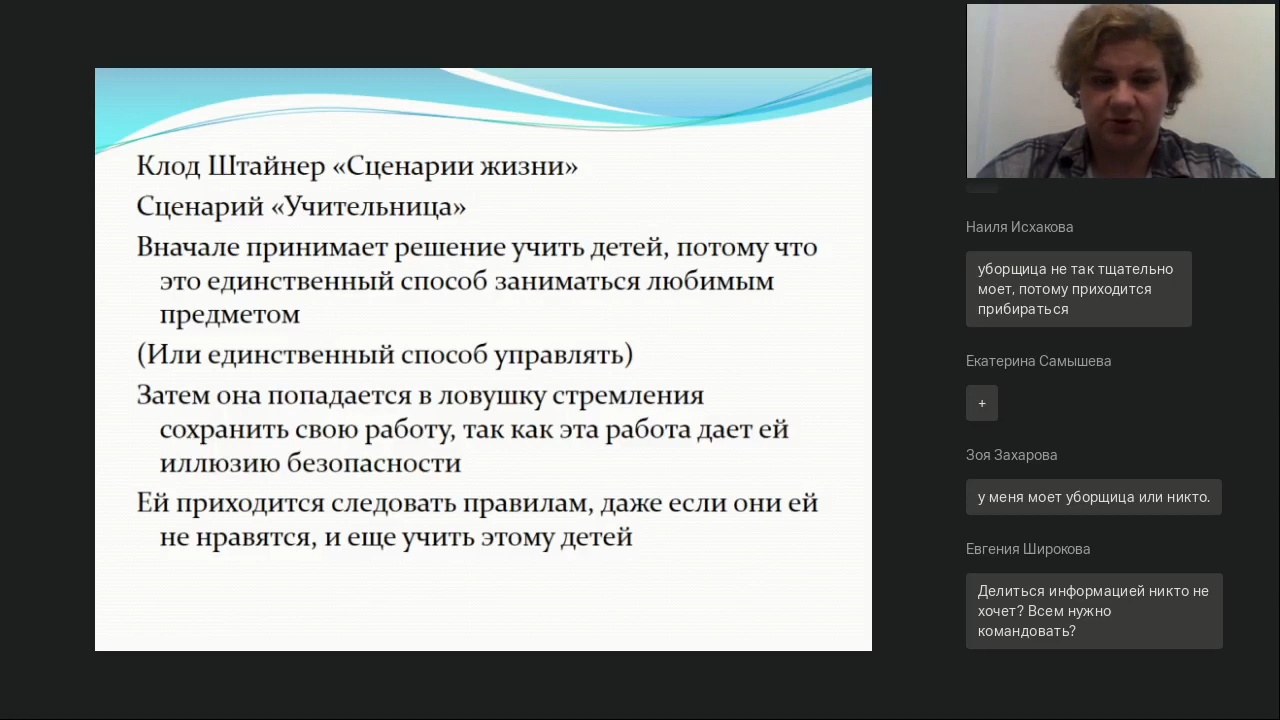 Клод Штайнер «Сценарии жизни»
Сценарий «Учительница»
Вначале принимает решение учить детей, потому что
это единственный способ заниматься любимым
предметом
(Или единственный способ управлять)
Затем она попадается в ловушку стремления
сохранить свою работу, так как эта работа дает ей
иллюзию безопасности
Ей приходится следовать правилам, даже если они ей
не нравятся, и еще учить этому детей
Наиля Исхакова
уборщица не так тщательно
моет, потому приходится
прибираться
Екатерина Самышева
+
Зоя Захарова
у меня моет уборщица или никто.
Евгения Широкова
Делиться информацией никто не
хочет? Всем нужно
командовать?